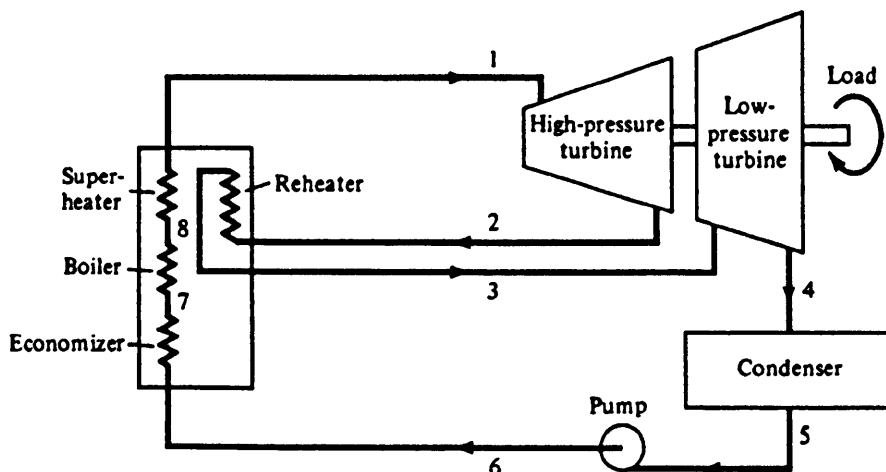 1
Load
High-pressure
turbine
Low-
pressure
turbine
Super-
heater
Reheater
8
2
Boiler
3
4
7
Economizer
Condenser
Pump
5
6